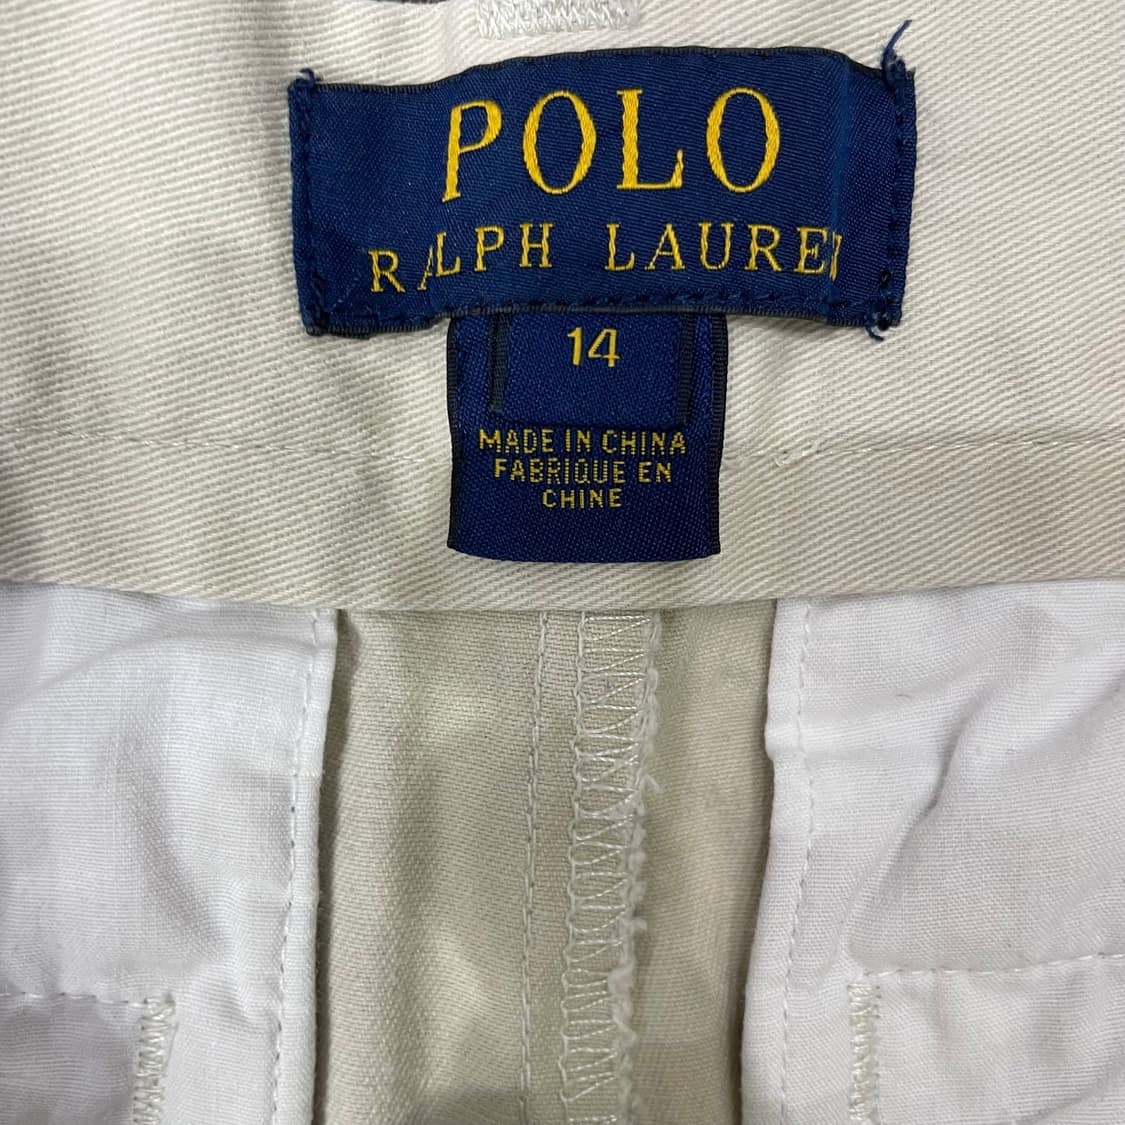 POLO
RALPH LAUREN
14
MADE IN CHINA
FABRIQUE EN
CHINE